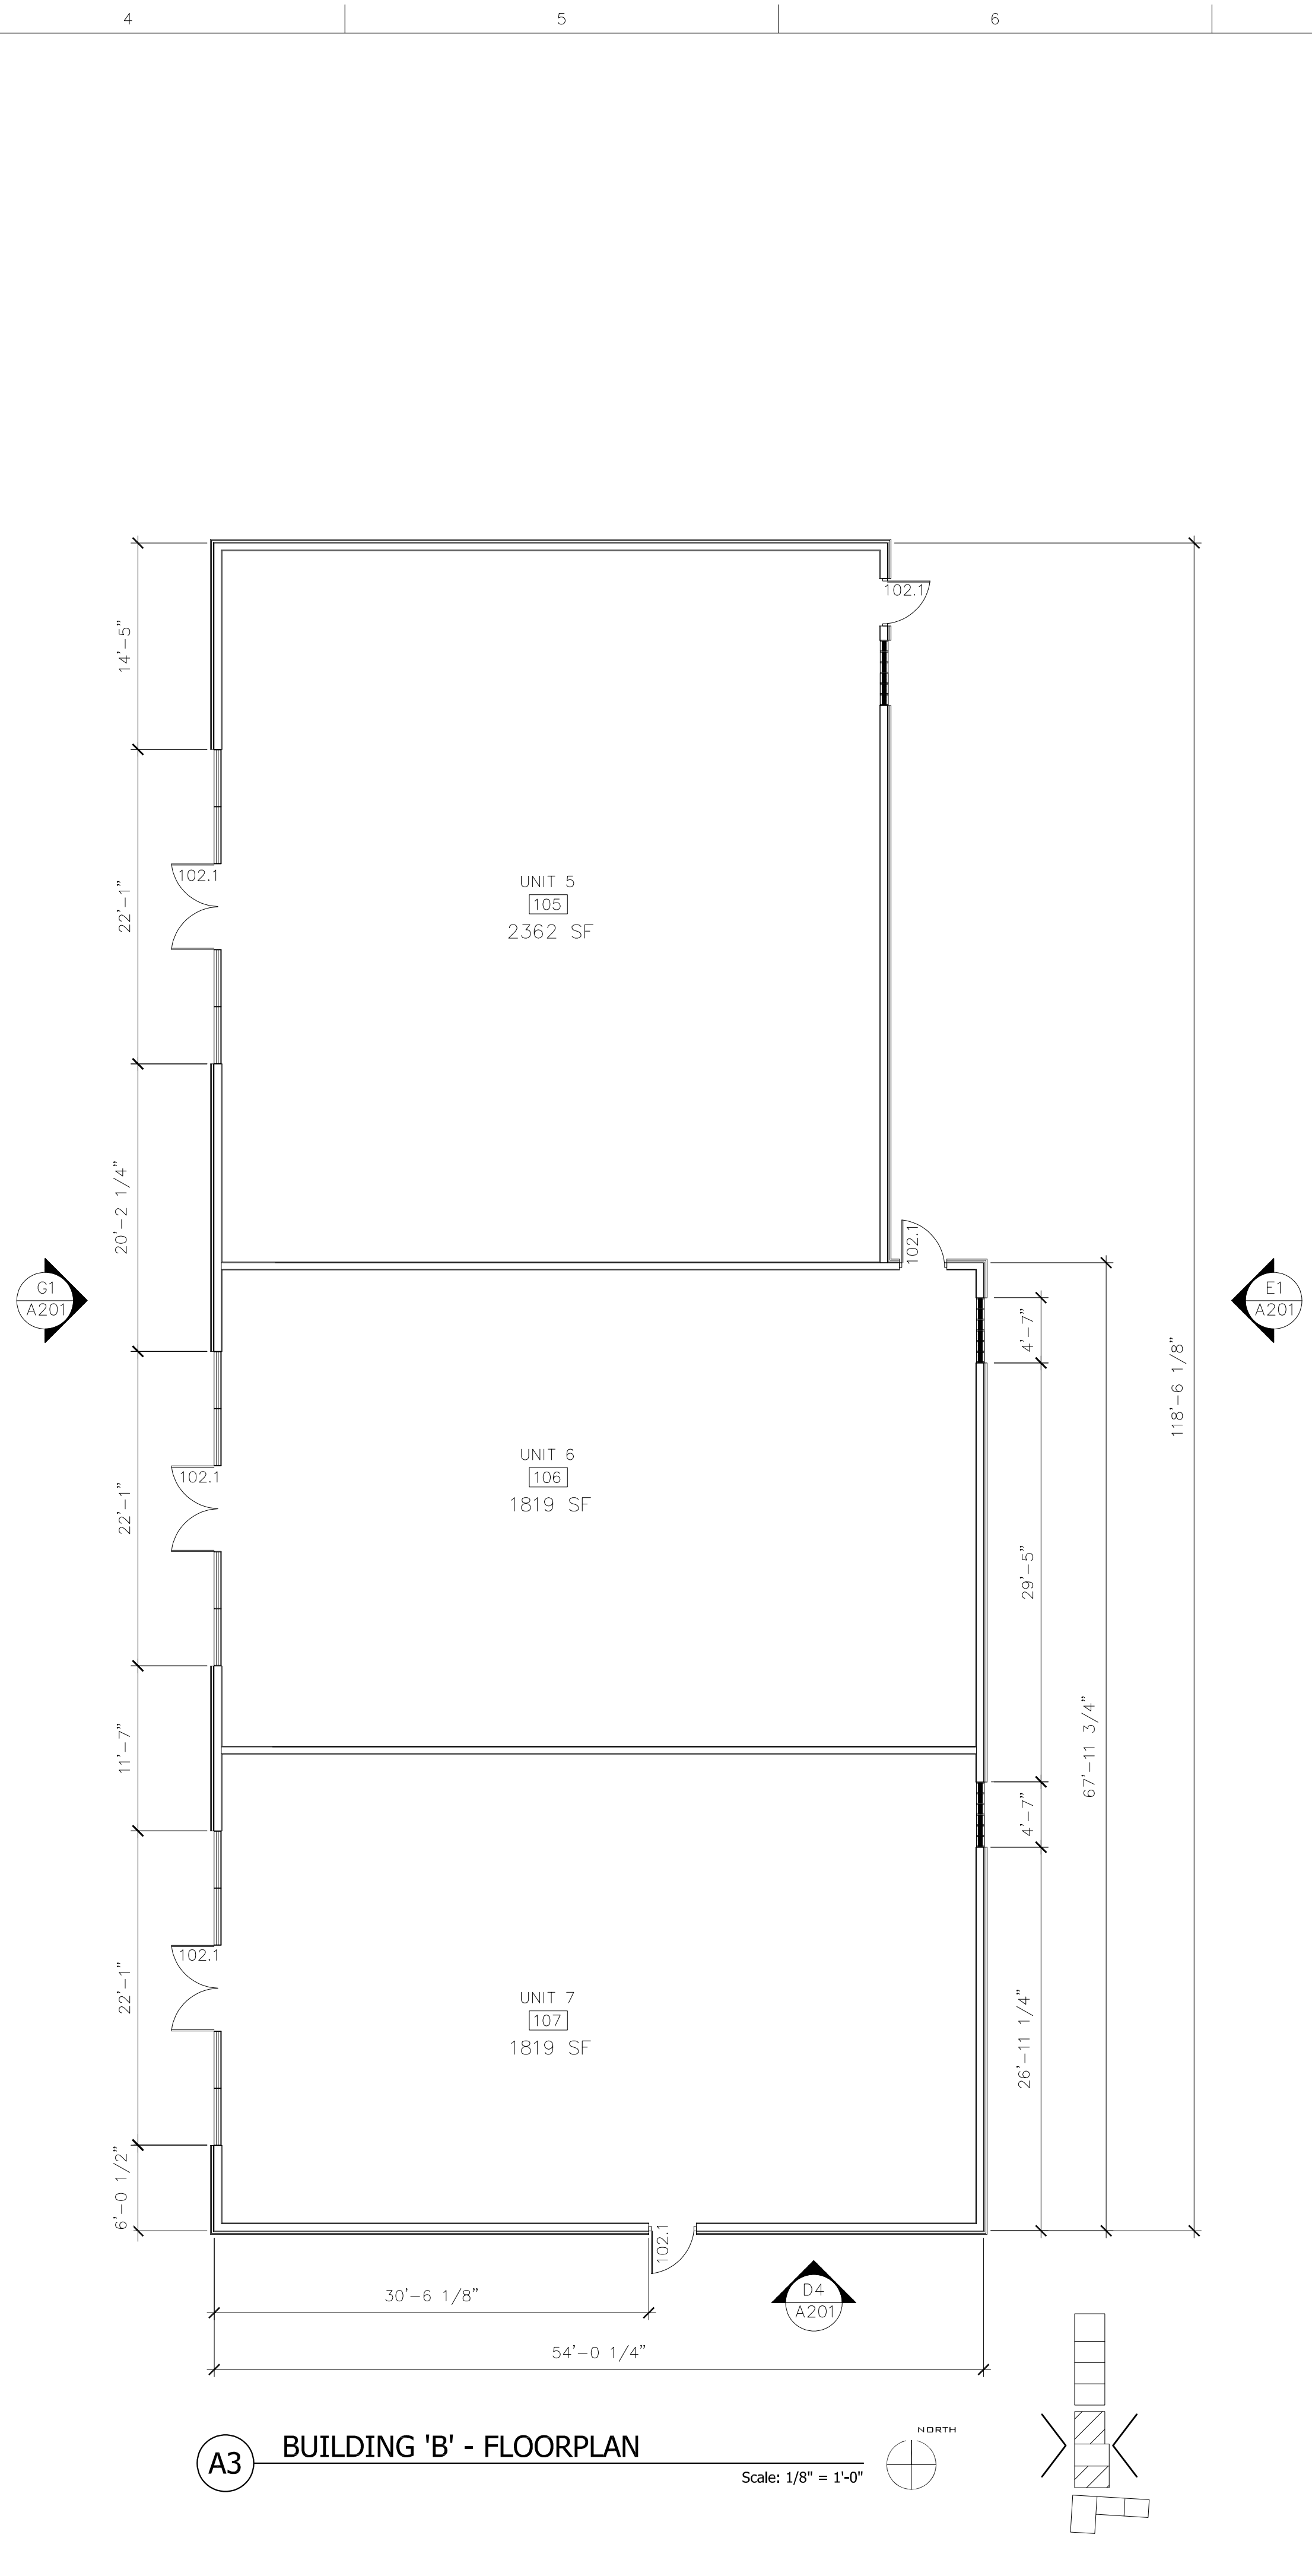 4
5
6
14'-5"
102.1
22'-1"
102.1
UNIT 5
105
2362 SF
20'-2 1/4"
102.1
G1
A201
E1
A201
4'-7"
118'-6 1/8"
UNIT 6
106
1819 SF
102.1
22'-1"
29'-5"
67'-11 3/4"
11'-7"
4'-7"
102.1
22'-1"
UNIT 7
107
1819 SF
26'-11 1/4"
6'-0 1/2"
102.1
30'-6 1/8"
D4
A201
54'-0 1/4"
A3
BUILDING 'B' - FLOORPLAN
Scale: 1/8" = 1'-0"
NORTH